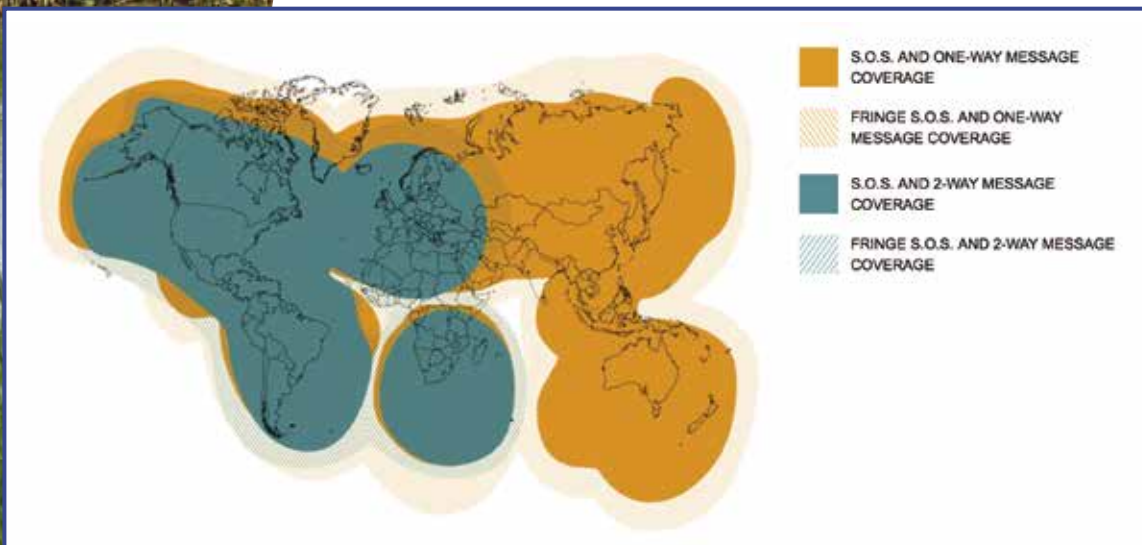 S.O.S. AND ONE-WAY MESSAGE
COVERAGE
FRINGE S.O.S. AND ONE-WAY
MESSAGE COVERAGE
S.O.S. AND 2-WAY MESSAGE
COVERAGE
FRINGE S.O.S. AND 2-WAY MESSAGE
COVERAGE